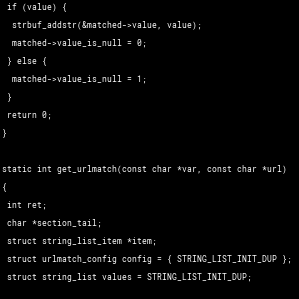 if (value) {
strbuf_addstr(&matched->value, value);
matched->value_is_null = 0;
} else {
matched->value_is_null = 1;
}
return 0;
}

static int get_urlmatch(const char *var, const char *url)
{
int ret;
char *section_tail;
struct string_list_item *item;
struct urlmatch_config config = { STRING_LIST_INIT_DUP };
struct string_list values = STRING_LIST_INIT_DUP;